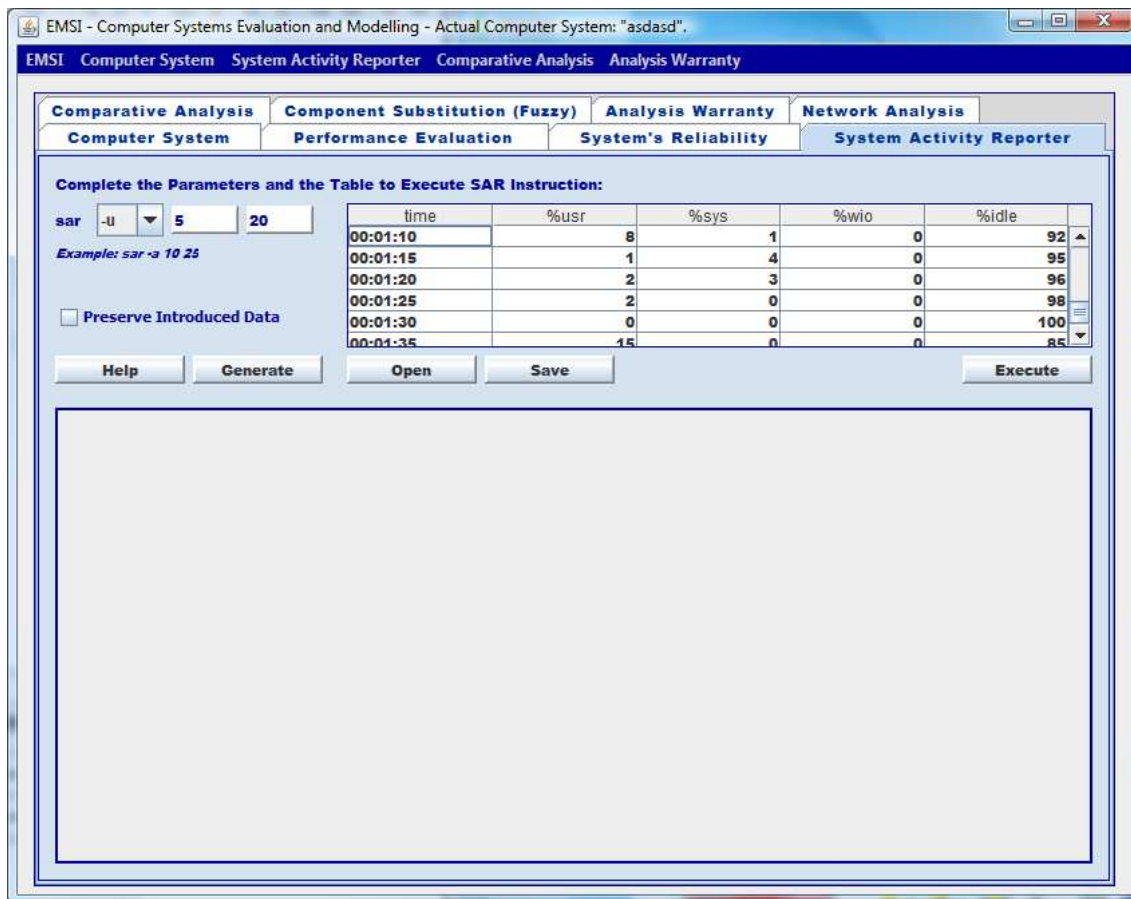 EMSI - Computer Systems Evaluation and Modelling - Actual Computer System: "asdasd".
EMSI Computer System System Activity Reporter Comparative Analysis Analysis Warranty
Comparative Analysis Component Substitution (Fuzzy) Analysis Warranty Network Analysis
Computer System Performance Evaluation System's Reliability System Activity Reporter
Complete the Parameters and the Table to Execute SAR Instruction:
sar -u 5 20
Example: sar -a 10 25
Preserve Introduced Data
time %usr %sys %wio %idle
00:01:10 8 1 0 92
00:01:15 1 4 0 95
00:01:20 2 3 0 96
00:01:25 2 0 0 98
00:01:30 0 0 0 100
00:01:35 15 0 0 85
Help Generate Open Save Execute